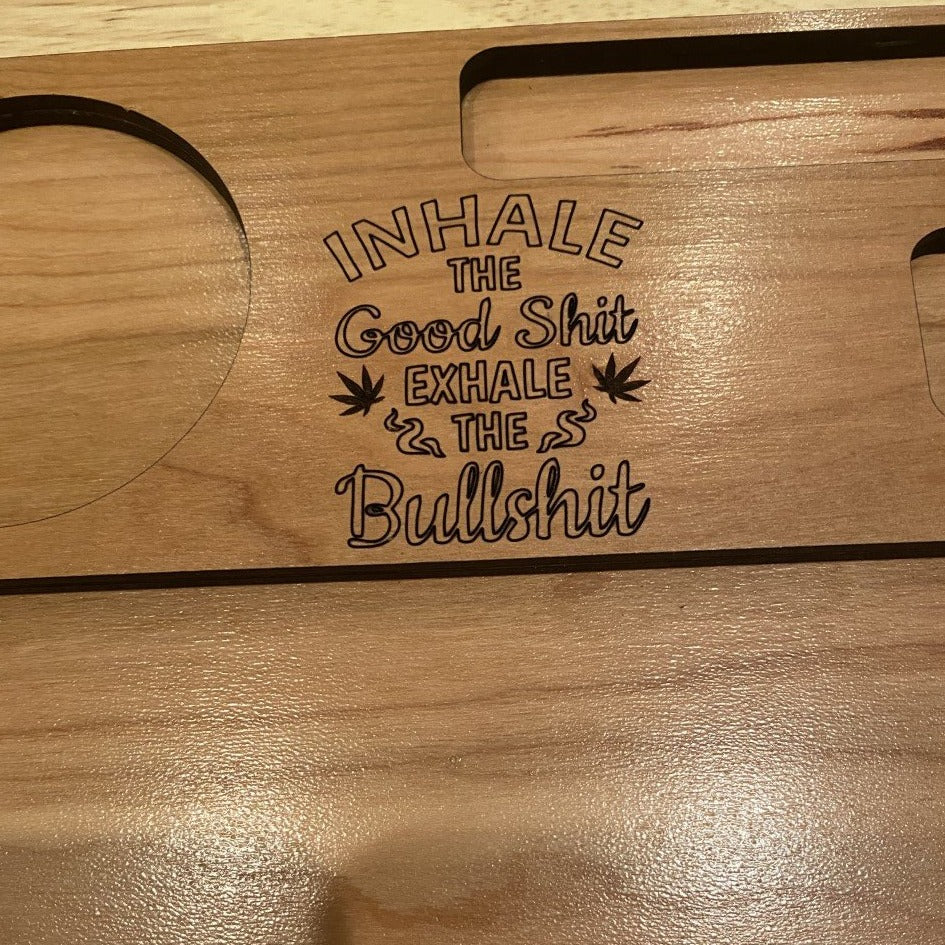 INHALE
THE
Good Shit
EXHALE
THE
Bullshit